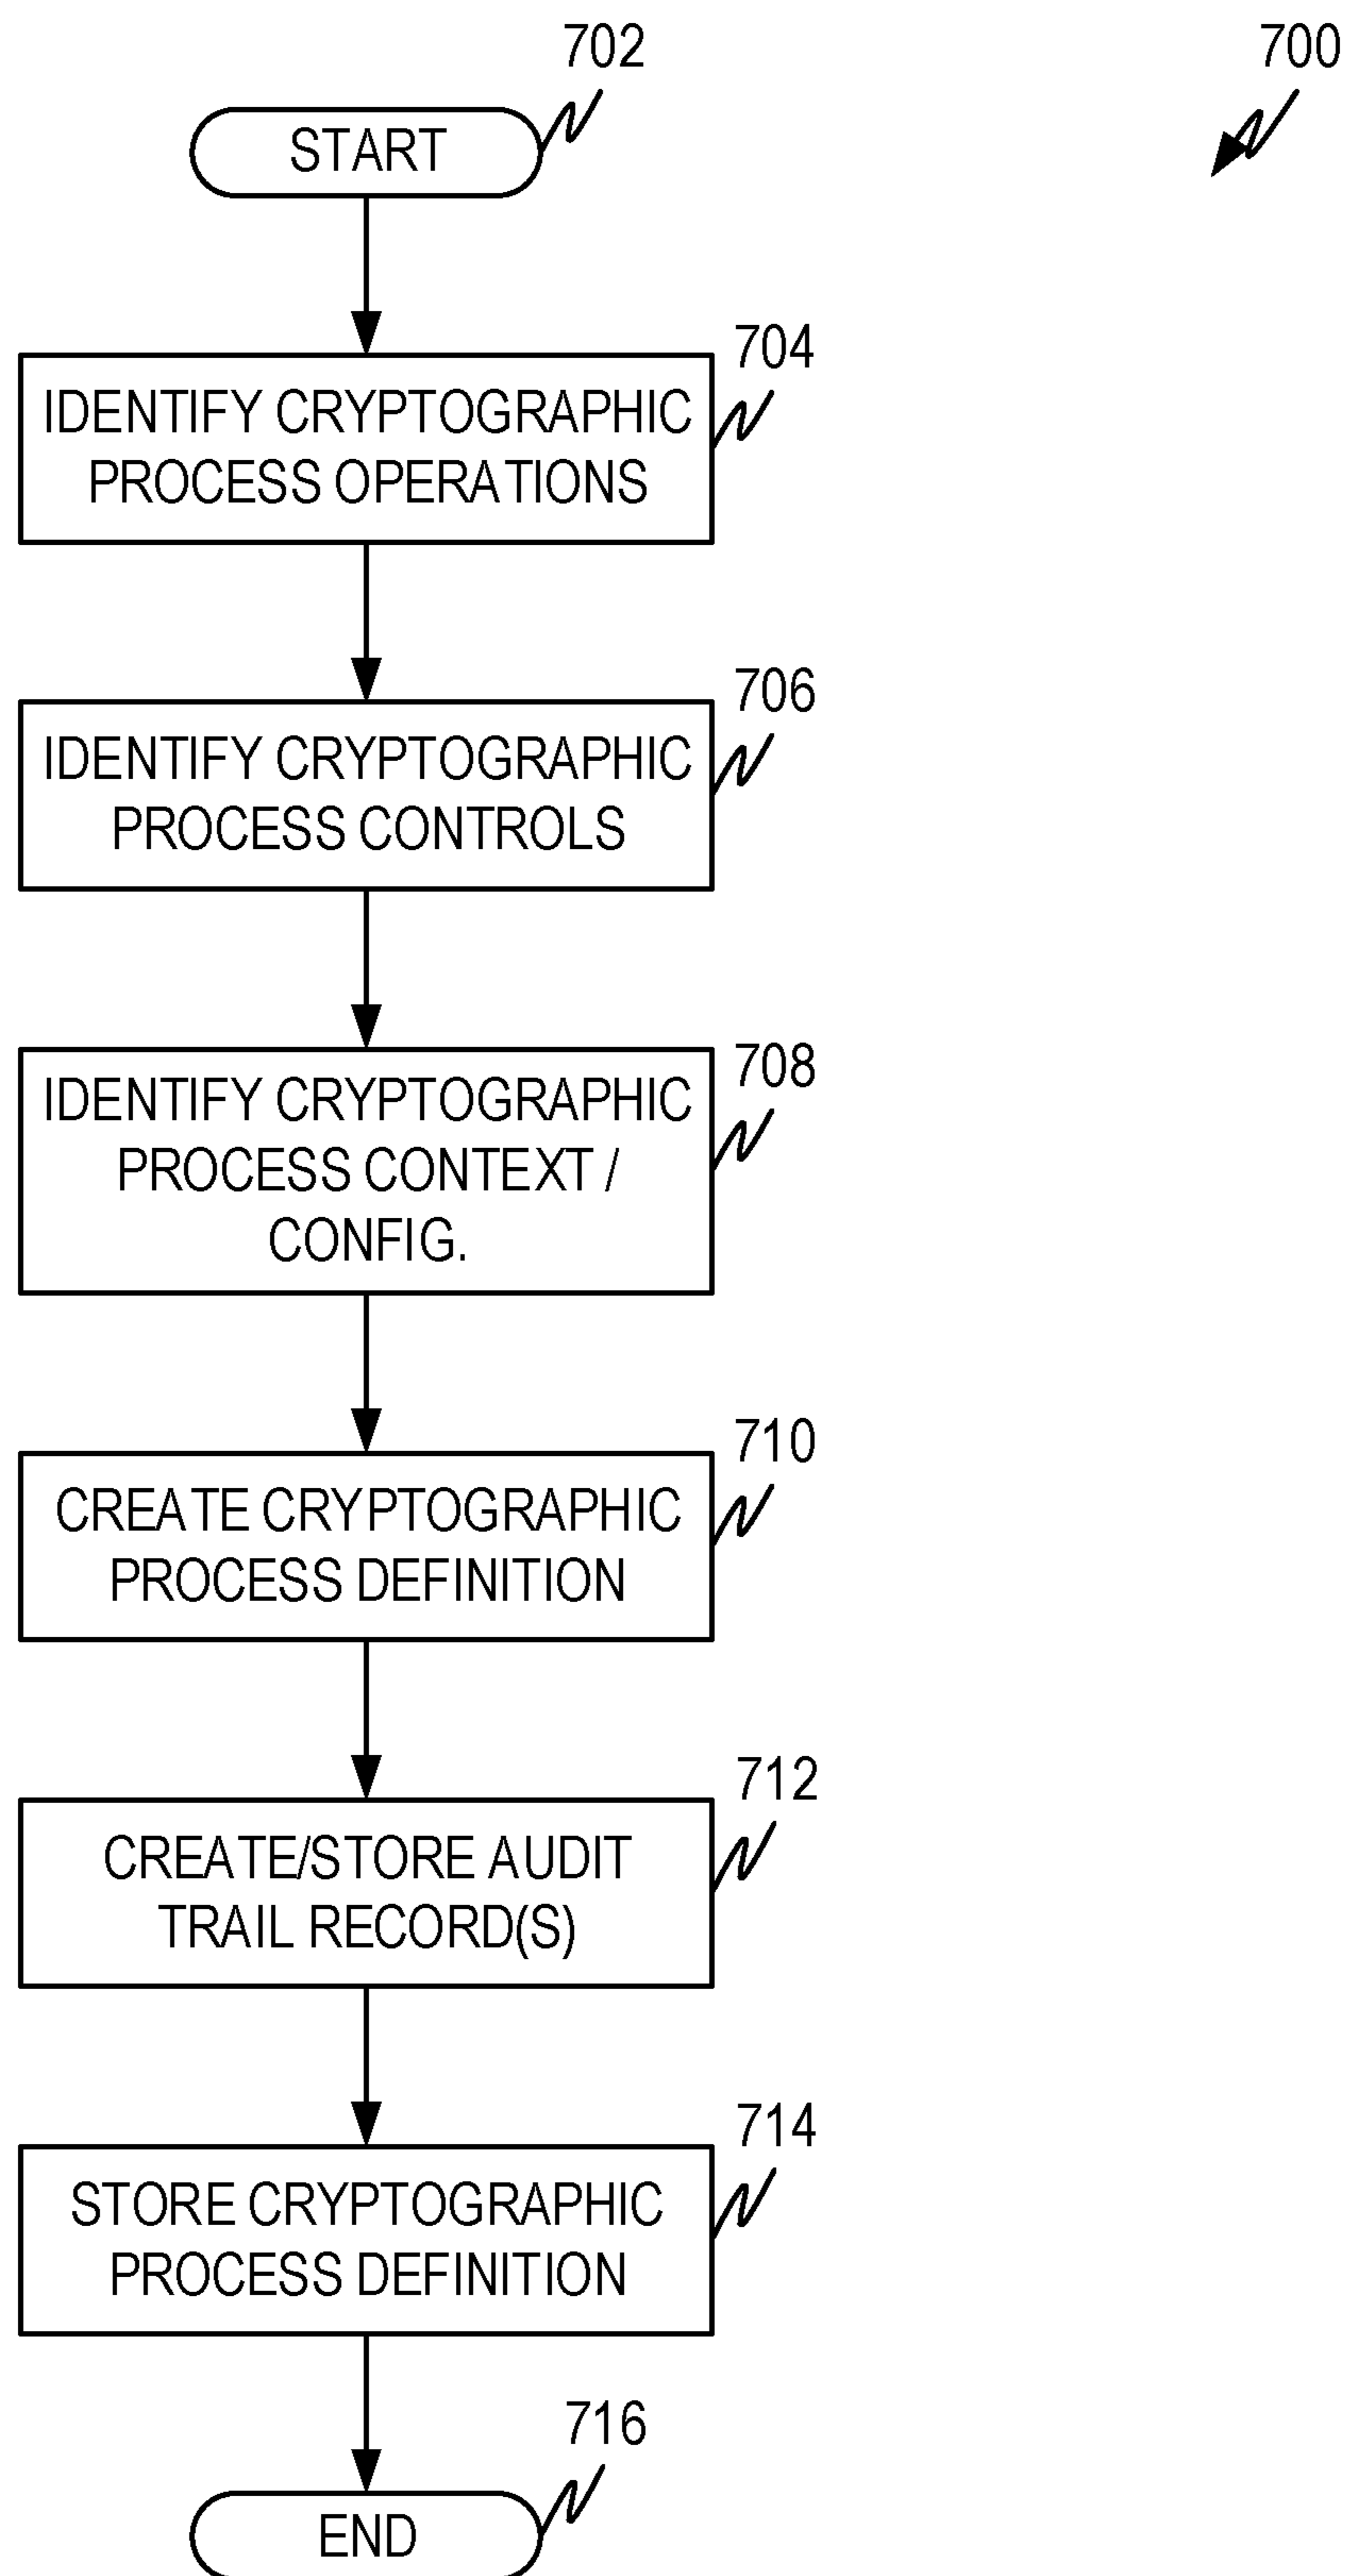 702
700
START
704
IDENTIFY CRYPTOGRAPHIC
PROCESS OPERATIONS
706
IDENTIFY CRYPTOGRAPHIC
PROCESS CONTROLS
708
IDENTIFY CRYPTOGRAPHIC
PROCESS CONTEXT /
CONFIG.
710
CREATE CRYPTOGRAPHIC
PROCESS DEFINITION
712
CREATE/STORE AUDIT
TRAIL RECORD(S)
714
STORE CRYPTOGRAPHIC
PROCESS DEFINITION
716
END